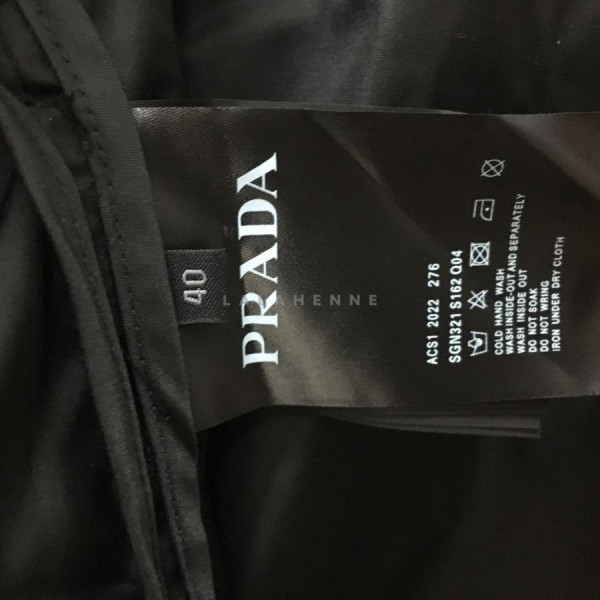 PRADA
40
LALAHENNE
ACS1 2022 276
SGN321 S162 Q04
COLD HAND WASH
WASH INSIDE-OUT AND SEPARATELY
WASH INSIDE OUT
DO NOT SOAK
DO NOT WRING
IRON UNDER DRY CLOTH